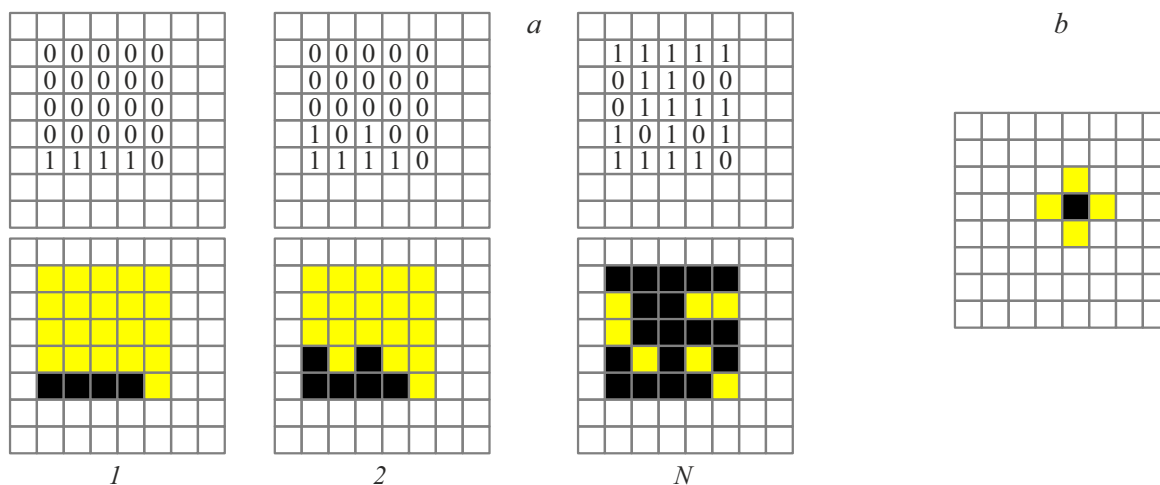 a b
0 0 0 0 0 0 0 0 0 0 1 1 1 1 1
0 0 0 0 0 0 0 0 0 0 0 1 1 0 0
0 0 0 0 0 0 0 0 0 0 0 1 1 1 1
0 0 0 0 0 1 0 1 0 0 1 0 1 0 1
1 1 1 1 0 1 1 1 1 0 1 1 1 1 0
1 2 N